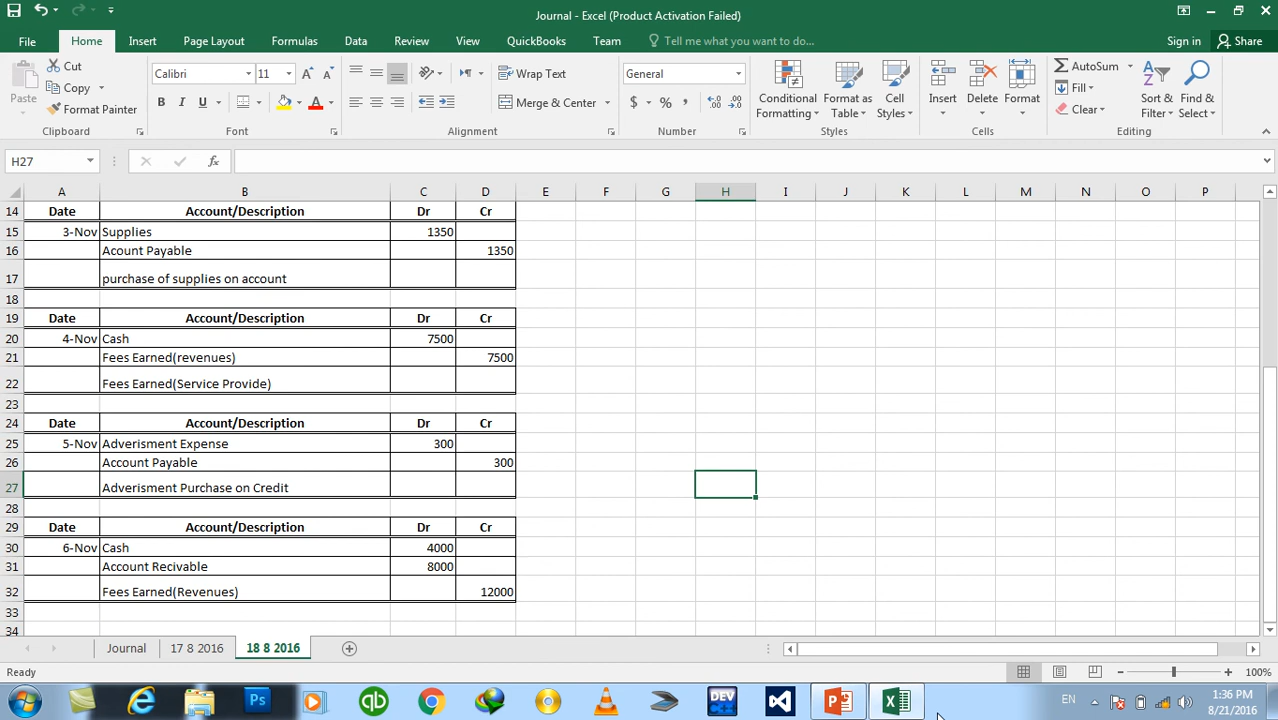 Journal - Excel (Product Activation Failed)
File Home Insert Page Layout Formulas Data Review View QuickBooks Team Tell me what you want to do... Sign in Share
Paste Cut Copy Format Painter Clipboard
Calibri 11 B I U A Font
Wrap Text Merge & Center Alignment
General $ % , Number
Conditional Formatting Format as Table Cell Styles Styles
Insert Delete Format Cells
AutoSum Fill Clear Sort & Filter Find & Select Editing
H27 fx
A B C D E F G H I J K L M N O P
14 Date Account/Description Dr Cr
15 3-Nov Supplies 1350
16 Acount Payable 1350
17 purchase of supplies on account
18
19 Date Account/Description Dr Cr
20 4-Nov Cash 7500
21 Fees Earned(revenues) 7500
22 Fees Earned(Service Provide)
23
24 Date Account/Description Dr Cr
25 5-Nov Adverisment Expense 300
26 Account Payable 300
27 Adverisment Purchase on Credit
28
29 Date Account/Description Dr Cr
30 6-Nov Cash 4000
31 Account Recivable 8000
32 Fees Earned(Revenues) 12000
33
34
Journal 17 8 2016 18 8 2016
Ready 100%
Ps qb DEV C++ EN 1:36 PM
8/21/2016